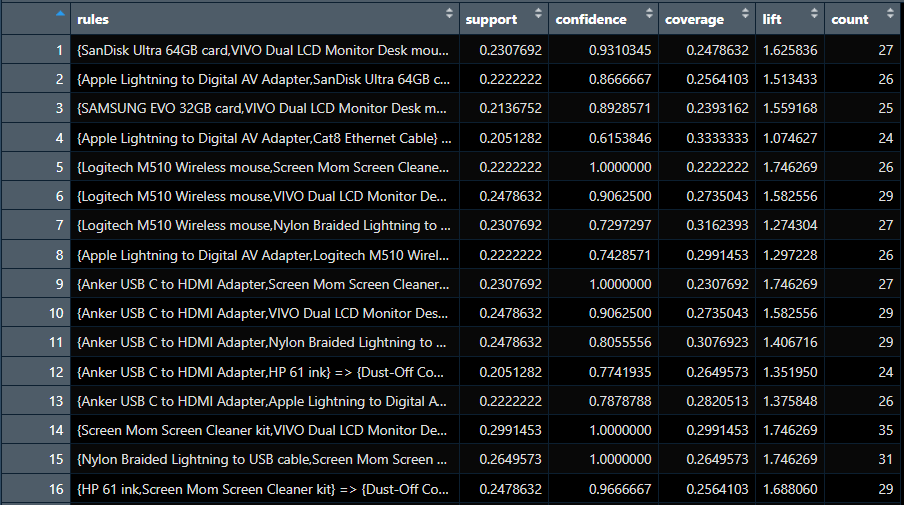 rules support confidence coverage lift count
1 {SanDisk Ultra 64GB card,VIVO Dual LCD Monitor Desk mou... 0.2307692 0.9310345 0.2478632 1.625836 27
2 {Apple Lightning to Digital AV Adapter,SanDisk Ultra 64GB c... 0.2222222 0.8666667 0.2564103 1.513433 26
3 {SAMSUNG EVO 32GB card,VIVO Dual LCD Monitor Desk m... 0.2136752 0.8928571 0.2393162 1.559168 25
4 {Apple Lightning to Digital AV Adapter,Cat8 Ethernet Cable} ... 0.2051282 0.6153846 0.3333333 1.074627 24
5 {Logitech M510 Wireless mouse,Screen Mom Screen Cleane... 0.2222222 1.0000000 0.2222222 1.746269 26
6 {Logitech M510 Wireless mouse,VIVO Dual LCD Monitor De... 0.2478632 0.9062500 0.2735043 1.582556 29
7 {Logitech M510 Wireless mouse,Nylon Braided Lightning to ... 0.2307692 0.7297297 0.3162393 1.274304 27
8 {Apple Lightning to Digital AV Adapter,Logitech M510 Wirel... 0.2222222 0.7428571 0.2991453 1.297228 26
9 {Anker USB C to HDMI Adapter,Screen Mom Screen Cleaner... 0.2307692 1.0000000 0.2307692 1.746269 27
10 {Anker USB C to HDMI Adapter,VIVO Dual LCD Monitor Des... 0.2478632 0.9062500 0.2735043 1.582556 29
11 {Anker USB C to HDMI Adapter,Nylon Braided Lightning to ... 0.2478632 0.8055556 0.3076923 1.406716 29
12 {Anker USB C to HDMI Adapter,HP 61 ink} => {Dust-Off Co... 0.2051282 0.7741935 0.2649573 1.351950 24
13 {Anker USB C to HDMI Adapter,Apple Lightning to Digital A... 0.2222222 0.7878788 0.2820513 1.375848 26
14 {Screen Mom Screen Cleaner kit,VIVO Dual LCD Monitor De... 0.2991453 1.0000000 0.2991453 1.746269 35
15 {Nylon Braided Lightning to USB cable,Screen Mom Screen ... 0.2649573 1.0000000 0.2649573 1.746269 31
16 {HP 61 ink,Screen Mom Screen Cleaner kit} => {Dust-Off Co... 0.2478632 0.9666667 0.2564103 1.688060 29